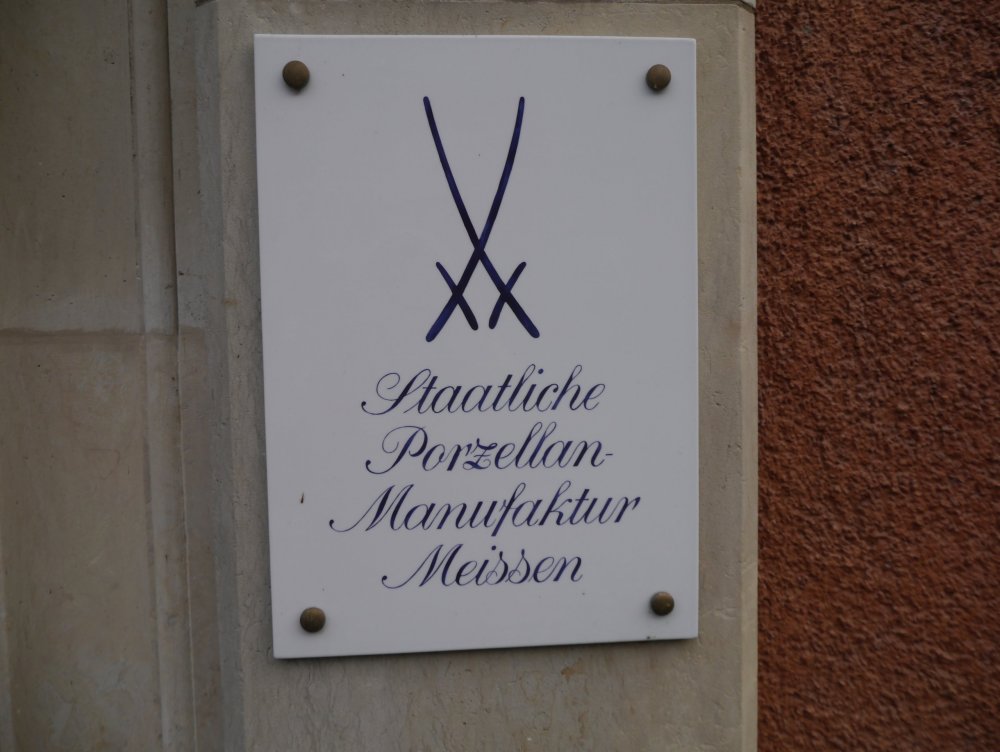 Staatliche
Porzellan-
Manufaktur
Meissen